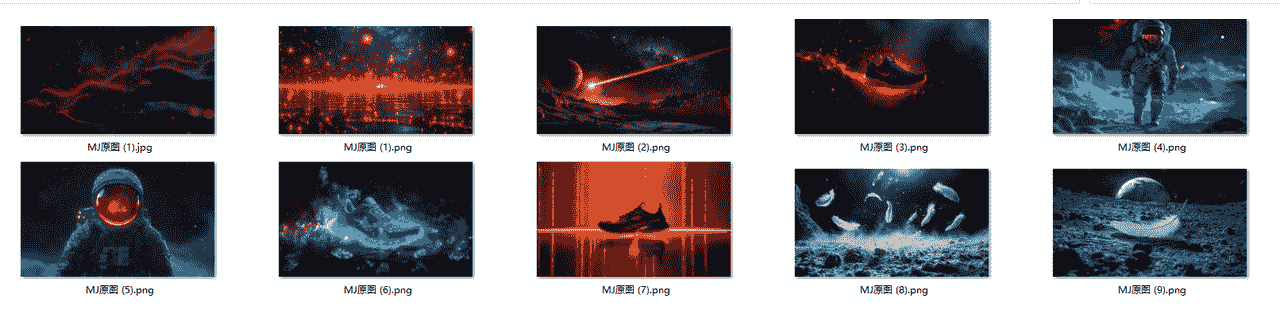 MJ原图 (1).jpg
MJ原图 (1).png
MJ原图 (2).png
MJ原图 (3).png
MJ原图 (4).png
MJ原图 (5).png
MJ原图 (6).png
MJ原图 (7).png
MJ原图 (8).png
MJ原图 (9).png